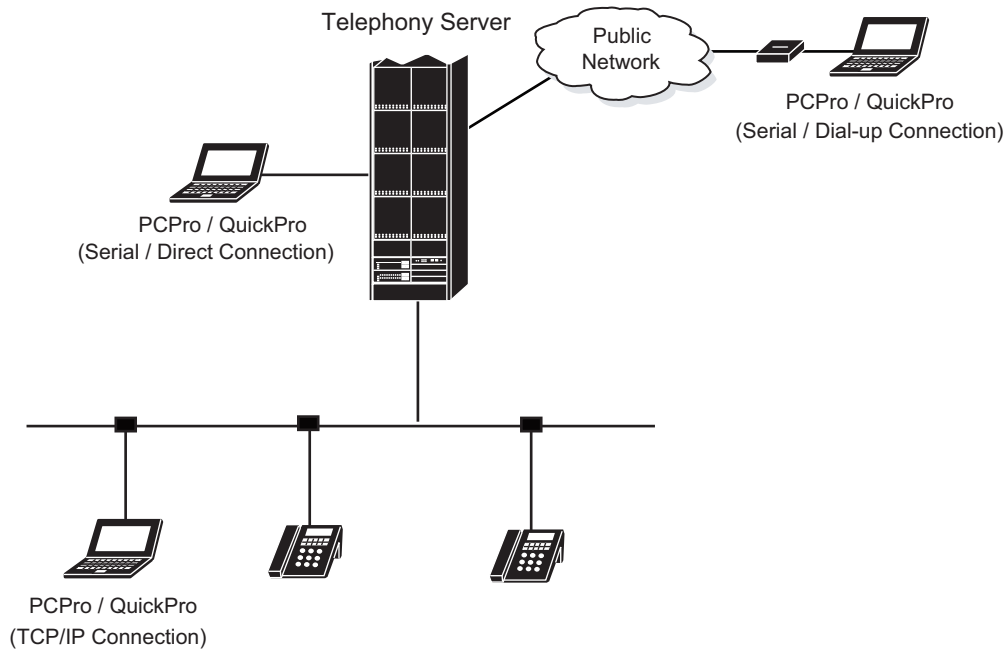 Telephony Server
Public
Network
PCPro / QuickPro
(Serial / Dial-up Connection)
PCPro / QuickPro
(Serial / Direct Connection)
PCPro / QuickPro
(TCP/IP Connection)